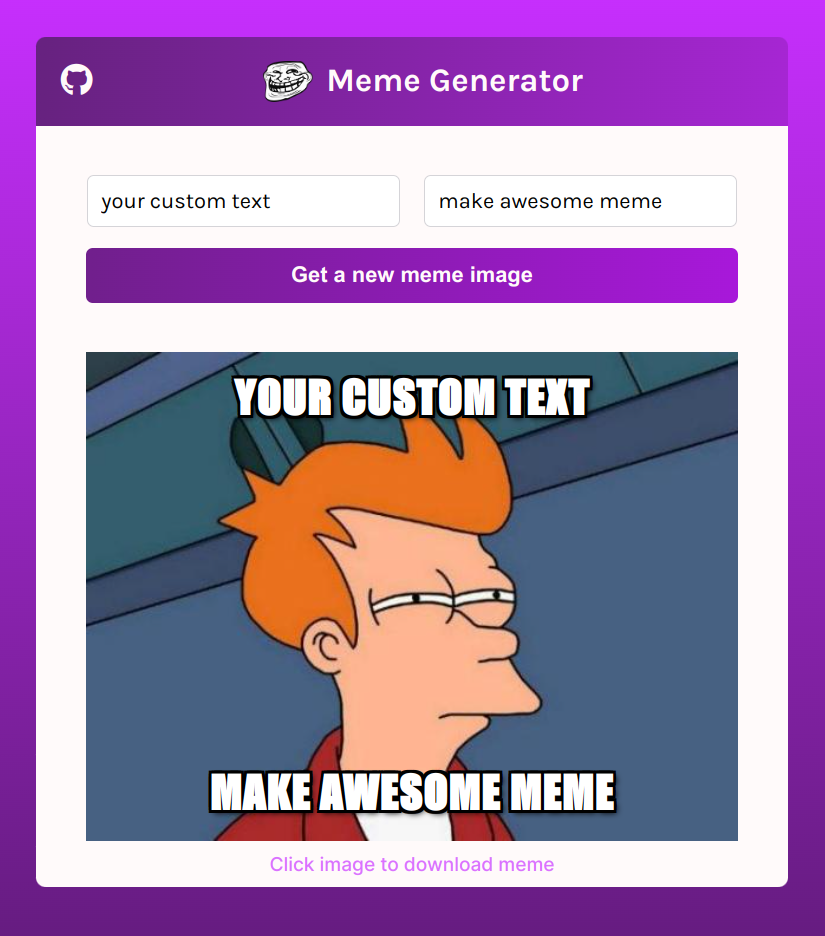 Meme Generator
your custom text
make awesome meme
Get a new meme image
YOUR CUSTOM TEXT
MAKE AWESOME MEME
Click image to download meme